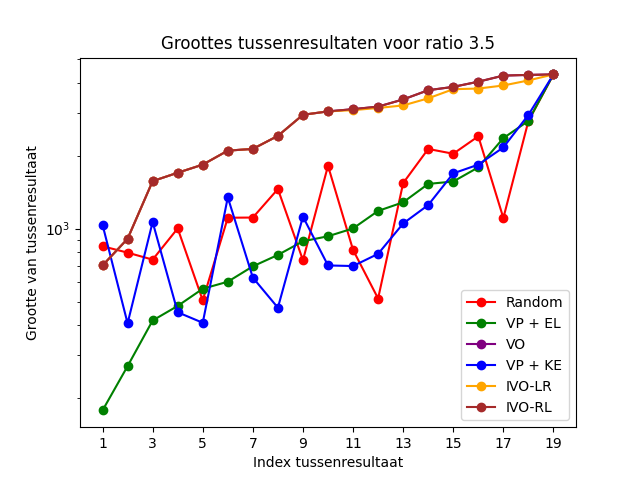 Groottes tussenresultaten voor ratio 3.5
Grootte van tussenresultaat
10³
1 3 5 7 9 11 13 15 17 19
Index tussenresultaat
Random
VP + EL
VO
VP + KE
IVO-LR
IVO-RL